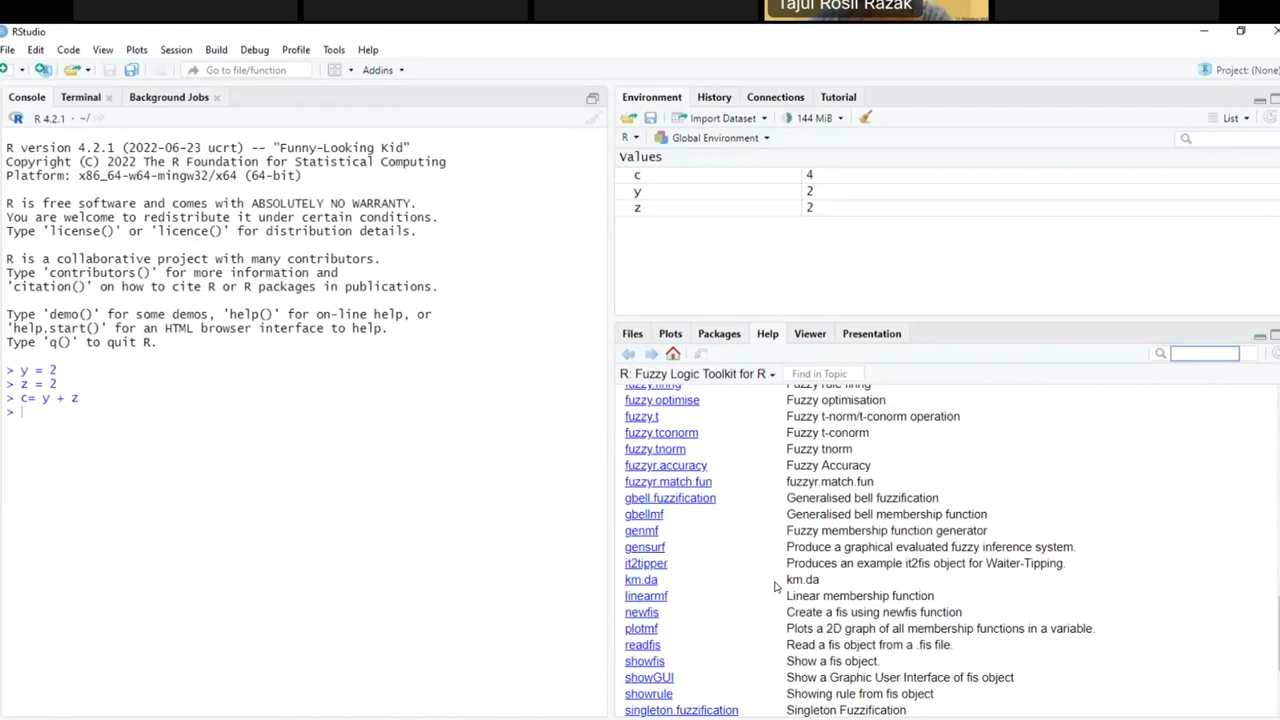 Tajul Rosli Razak
RStudio
File Edit Code View Plots Session Build Debug Profile Tools Help
Go to file/function Addins Project: (None)
Console Terminal Background Jobs
R 4.2.1 · ~/
R version 4.2.1 (2022-06-23 ucrt) -- "Funny-Looking Kid"
Copyright (C) 2022 The R Foundation for Statistical Computing
Platform: x86_64-w64-mingw32/x64 (64-bit)
R is free software and comes with ABSOLUTELY NO WARRANTY.
You are welcome to redistribute it under certain conditions.
Type 'license()' or 'licence()' for distribution details.
R is a collaborative project with many contributors.
Type 'contributors()' for more information and
'citation()' on how to cite R or R packages in publications.
Type 'demo()' for some demos, 'help()' for on-line help, or
'help.start()' for an HTML browser interface to help.
Type 'q()' to quit R.
> y = 2
> z = 2
> c= y + z
>
Environment History Connections Tutorial
Import Dataset 144 MiB List
R Global Environment
Values
c 4
y 2
z 2
Files Plots Packages Help Viewer Presentation
R: Fuzzy Logic Toolkit for R Find in Topic
fuzzy.firing Fuzzy rule firing
fuzzy.optimise Fuzzy optimisation
fuzzy.t Fuzzy t-norm/t-conorm operation
fuzzy.tconorm Fuzzy t-conorm
fuzzy.tnorm Fuzzy tnorm
fuzzyr.accuracy Fuzzy Accuracy
fuzzyr.match.fun fuzzyr.match.fun
gbell.fuzzification Generalised bell fuzzification
gbellmf Generalised bell membership function
genmf Fuzzy membership function generator
gensurf Produce a graphical evaluated fuzzy inference system.
it2tipper Produces an example it2fis object for Waiter-Tipping.
km.da km.da
linearmf Linear membership function
newfis Create a fis using newfis function
plotmf Plots a 2D graph of all membership functions in a variable.
readfis Read a fis object from a .fis file.
showfis Show a fis object.
showGUI Show a Graphic User Interface of fis object
showrule Showing rule from fis object
singleton.fuzzification Singleton Fuzzification